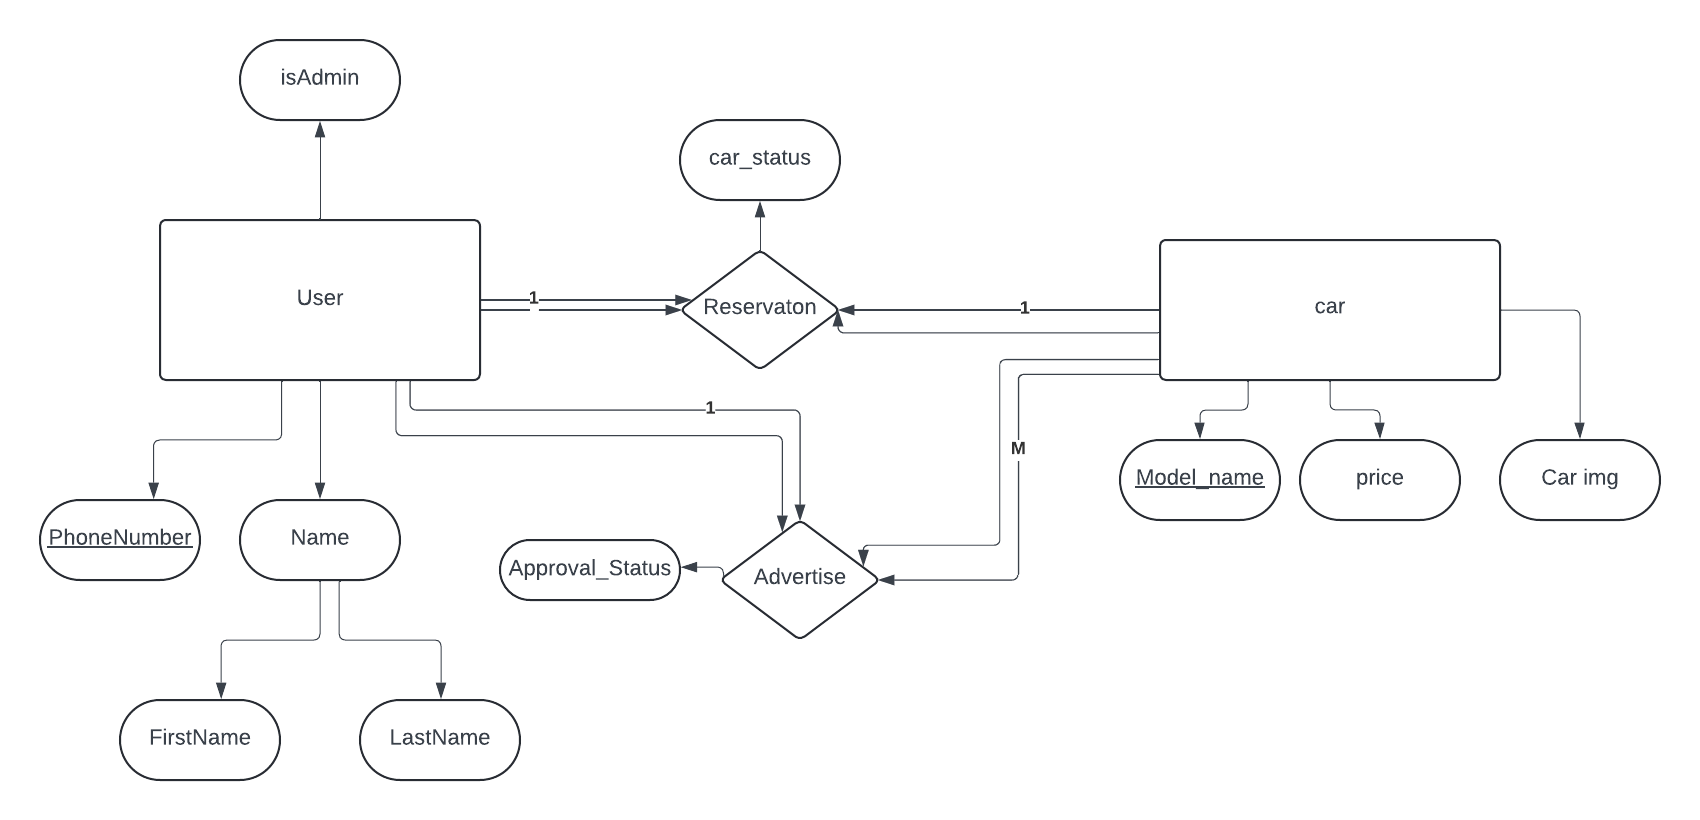 isAdmin
car_status
User
1
Reservaton
1
car
1
M
Model_name
price
Car img
PhoneNumber
Name
Approval_Status
Advertise
FirstName
LastName